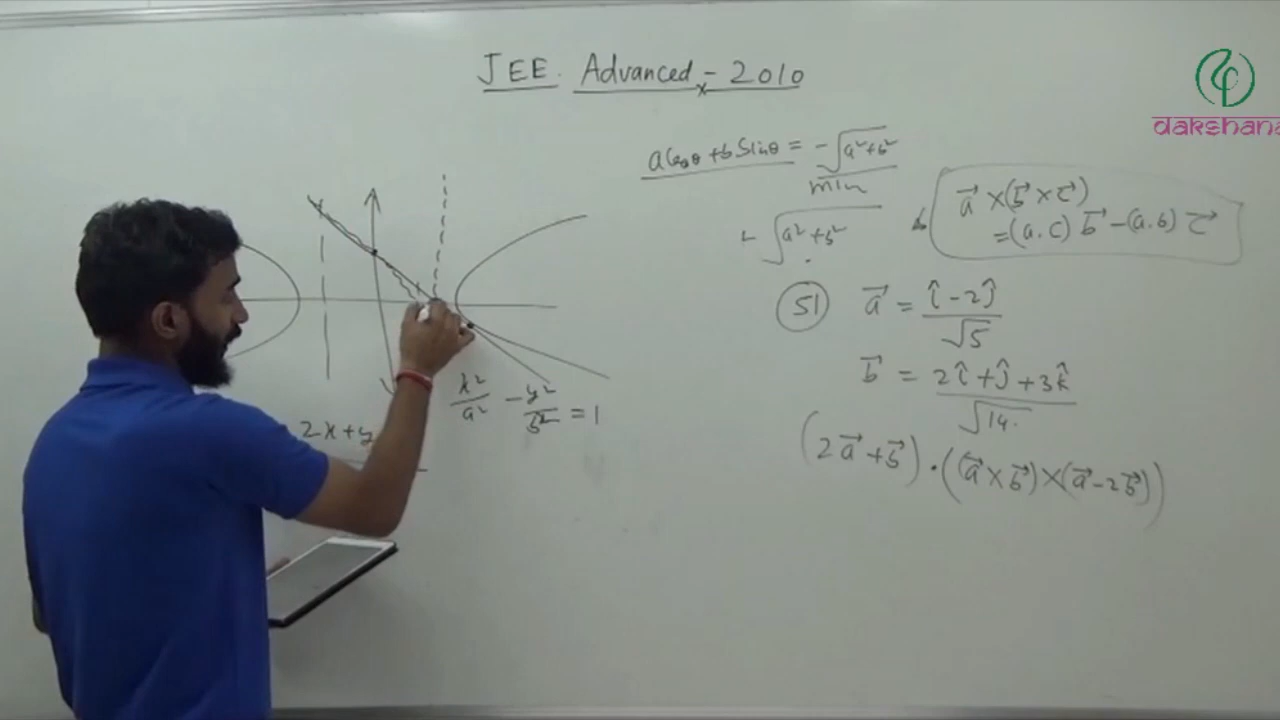 JEE Advanced - 2010
dakshana
a Cosθ + b Sinθ = -√a²+b²
min
√a²+b²
a⃗ × (b⃗ × c⃗)
= (a.c) b⃗ - (a.b) c⃗
51 a⃗ = î - 2ĵ / √5
b⃗ = 2î + ĵ + 3k̂ / √14
(2a⃗ + b⃗) · ((a⃗ × b⃗) × (a⃗ - 2b⃗))
x²/a² - y²/b² = 1
2x+y